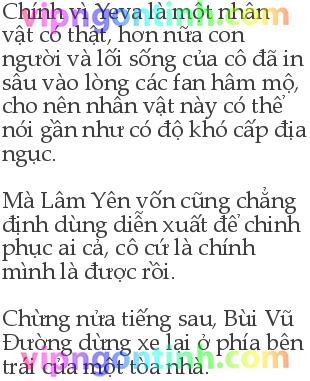 Chính vì Yeva là một nhân
vật có thật, hơn nữa con
người và lối sống của cô đã in
sâu vào lòng các fan hâm mộ,
cho nên nhân vật này có thể
nói gần như có độ khó cấp địa
ngục.
Mà Lâm Yên vốn cũng chẳng
định dùng diễn xuất để chinh
phục ai cả, cô cứ là chính
mình là được rồi.
Chừng nửa tiếng sau, Bùi Vũ
Đường dừng xe lại ở phía bên
trái của một tòa nhà.
vipngontinh.com
vipngontinh.com